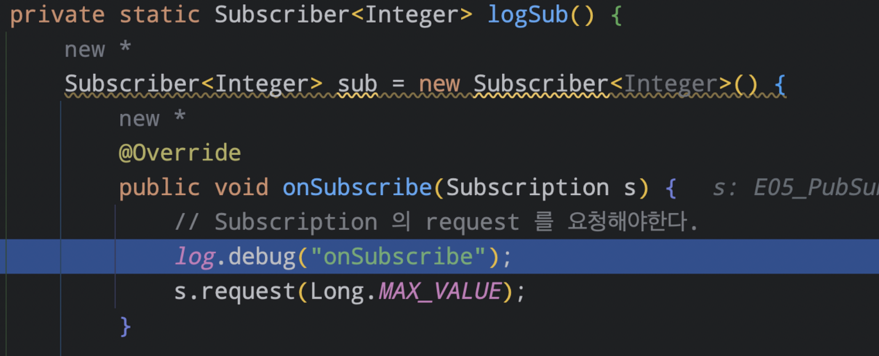 private static Subscriber<Integer> logSub() {
new *
Subscriber<Integer> sub = new Subscriber<Integer>() {
new *
@Override
public void onSubscribe(Subscription s) { s: E05_PubSu
// Subscription 의 request 를 요청해야한다.
log.debug("onSubscribe");
s.request(Long.MAX_VALUE);
}